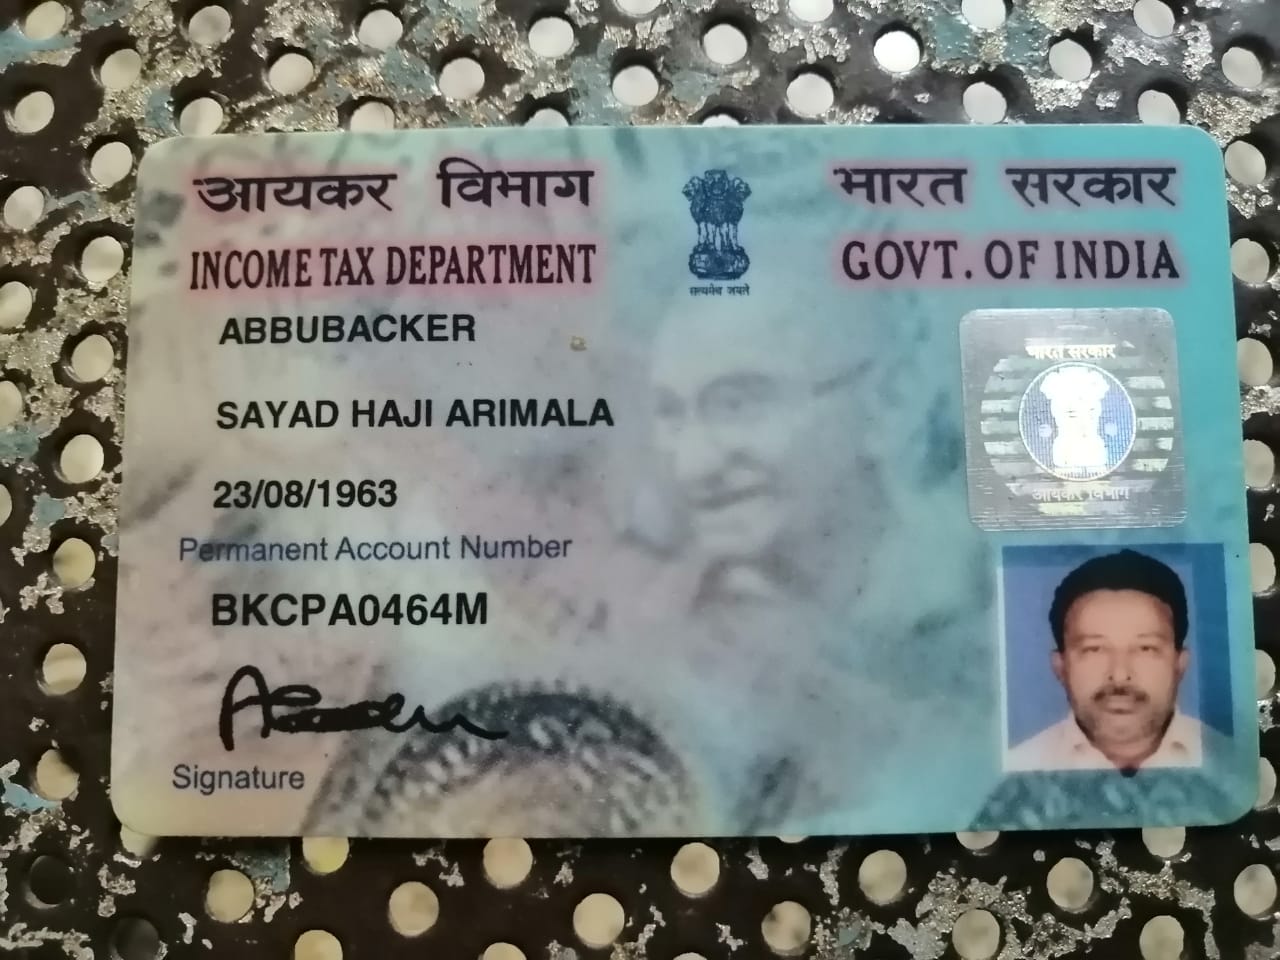 आयकर विभाग
INCOME TAX DEPARTMENT
सत्यमेव जयते
भारत सरकार
GOVT. OF INDIA
ABBUBACKER
SAYAD HAJI ARIMALA
23/08/1963
Permanent Account Number
BKCPA0464M
Signature
भारत सरकार
आयकर विभाग